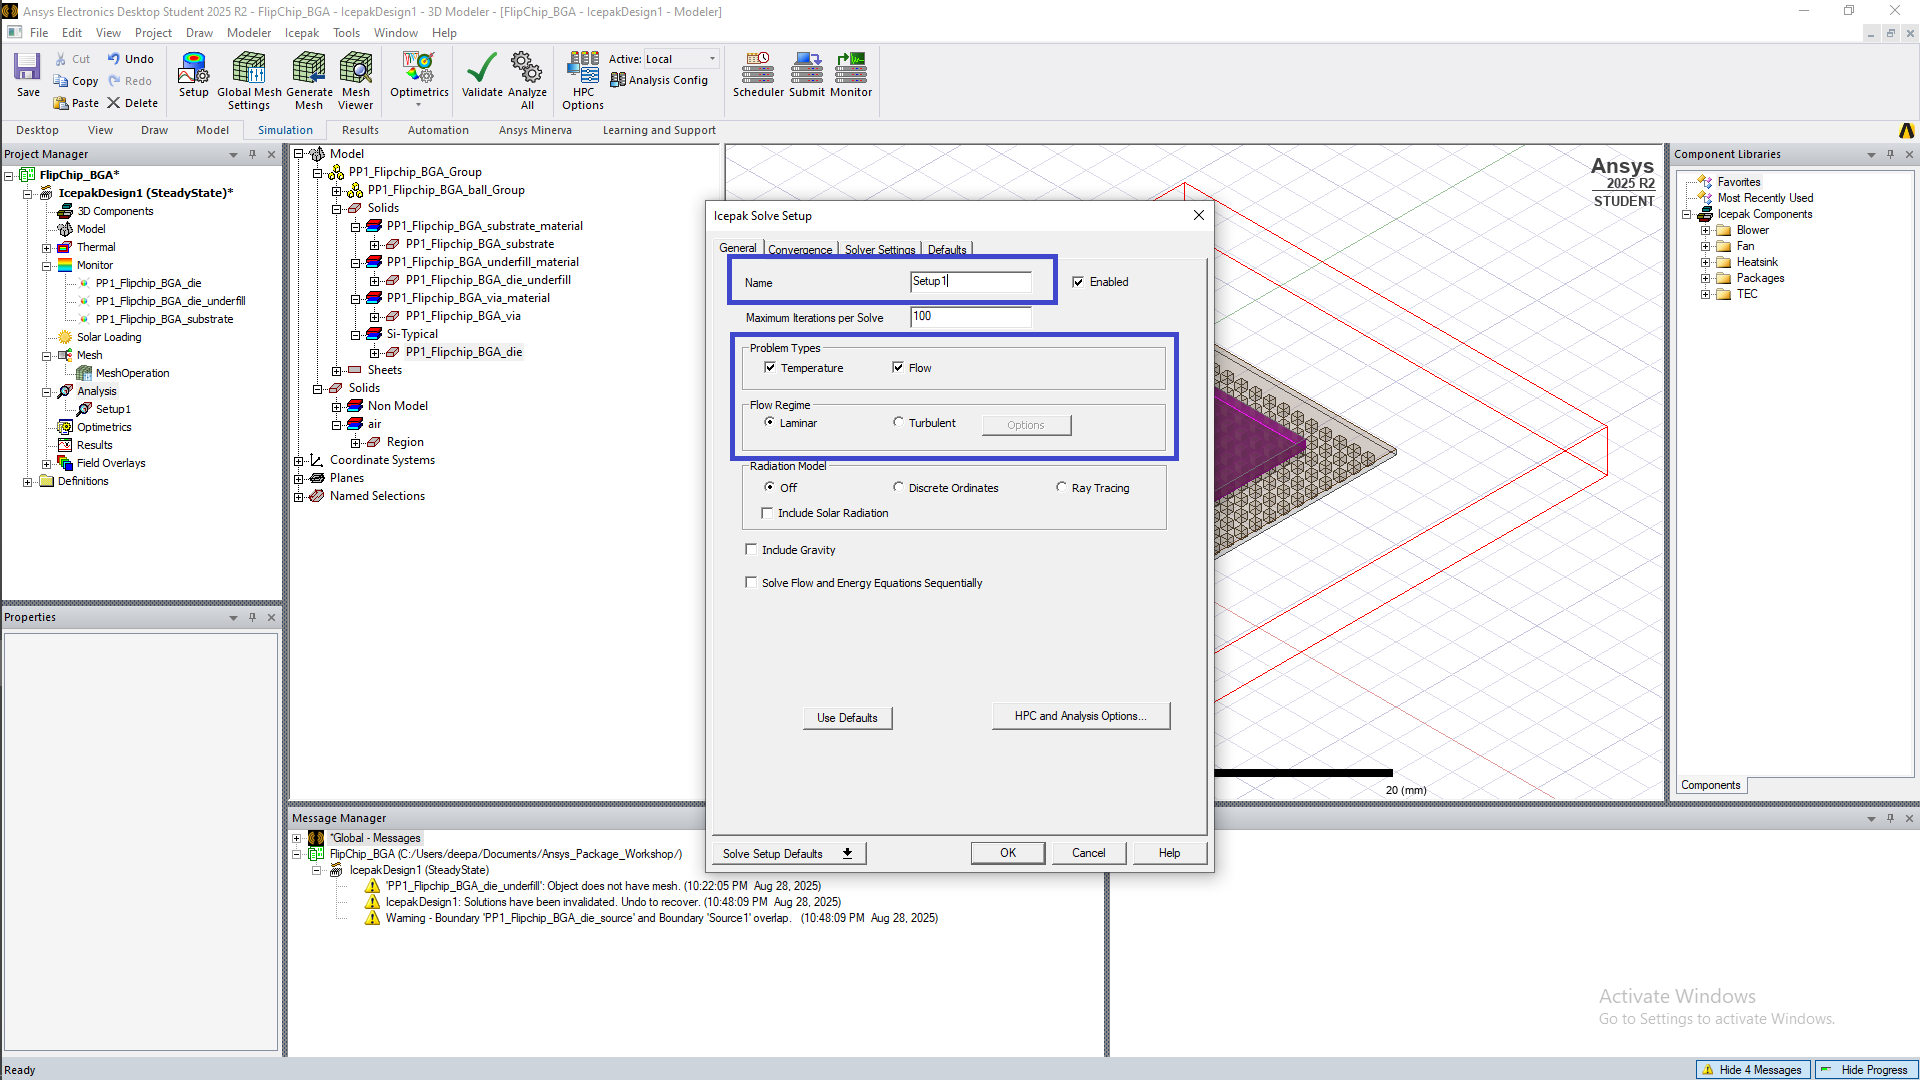 Ansys Electronics Desktop Student 2025 R2 - FlipChip_BGA - IcepakDesign1 - 3D Modeler - [FlipChip_BGA - IcepakDesign1 - Modeler]
File Edit View Project Draw Modeler Icepak Tools Window Help
Save Cut Copy Paste Undo Redo Delete
Setup Global Mesh Settings Generate Mesh Mesh Viewer Optimetrics Validate Analyze All HPC Options Active: Local Analysis Config Scheduler Submit Monitor
Desktop View Draw Model Simulation Results Automation Ansys Minerva Learning and Support
Project Manager
FlipChip_BGA*
IcepakDesign1 (SteadyState)*
3D Components
Model
Thermal
Monitor
PP1_Flipchip_BGA_die
PP1_Flipchip_BGA_die_underfill
PP1_Flipchip_BGA_substrate
Solar Loading
Mesh
MeshOperation
Analysis
Setup1
Optimetrics
Results
Field Overlays
Definitions
Properties
Model
PP1_Flipchip_BGA_Group
PP1_Flipchip_BGA_ball_Group
Solids
PP1_Flipchip_BGA_substrate_material
PP1_Flipchip_BGA_substrate
PP1_Flipchip_BGA_underfill_material
PP1_Flipchip_BGA_die_underfill
PP1_Flipchip_BGA_via_material
PP1_Flipchip_BGA_via
Si-Typical
PP1_Flipchip_BGA_die
Sheets
Solids
Non Model
air
Region
Coordinate Systems
Planes
Named Selections
Icepak Solve Setup
General Convergence Solver Settings Defaults
Name Setup1 Enabled
Maximum Iterations per Solve 100
Problem Types
Temperature Flow
Flow Regime
Laminar Turbulent Options
Radiation Model
Off Discrete Ordinates Ray Tracing
Include Solar Radiation
Include Gravity
Solve Flow and Energy Equations Sequentially
Use Defaults HPC and Analysis Options...
Solve Setup Defaults OK Cancel Help
Ansys
2025 R2
STUDENT
20 (mm)
Component Libraries
Favorites
Most Recently Used
Icepak Components
Blower
Fan
Heatsink
Packages
TEC
Components
Message Manager
*Global - Messages
FlipChip_BGA (C:/Users/deepa/Documents/Ansys_Package_Workshop/)
IcepakDesign1 (SteadyState)
'PP1_Flipchip_BGA_die_underfill': Object does not have mesh. (10:22:05 PM Aug 28, 2025)
IcepakDesign1: Solutions have been invalidated. Undo to recover. (10:48:09 PM Aug 28, 2025)
Warning - Boundary 'PP1_Flipchip_BGA_die_source' and Boundary 'Source1' overlap. (10:48:09 PM Aug 28, 2025)
Activate Windows
Go to Settings to activate Windows.
Ready
Hide 4 Messages Hide Progress